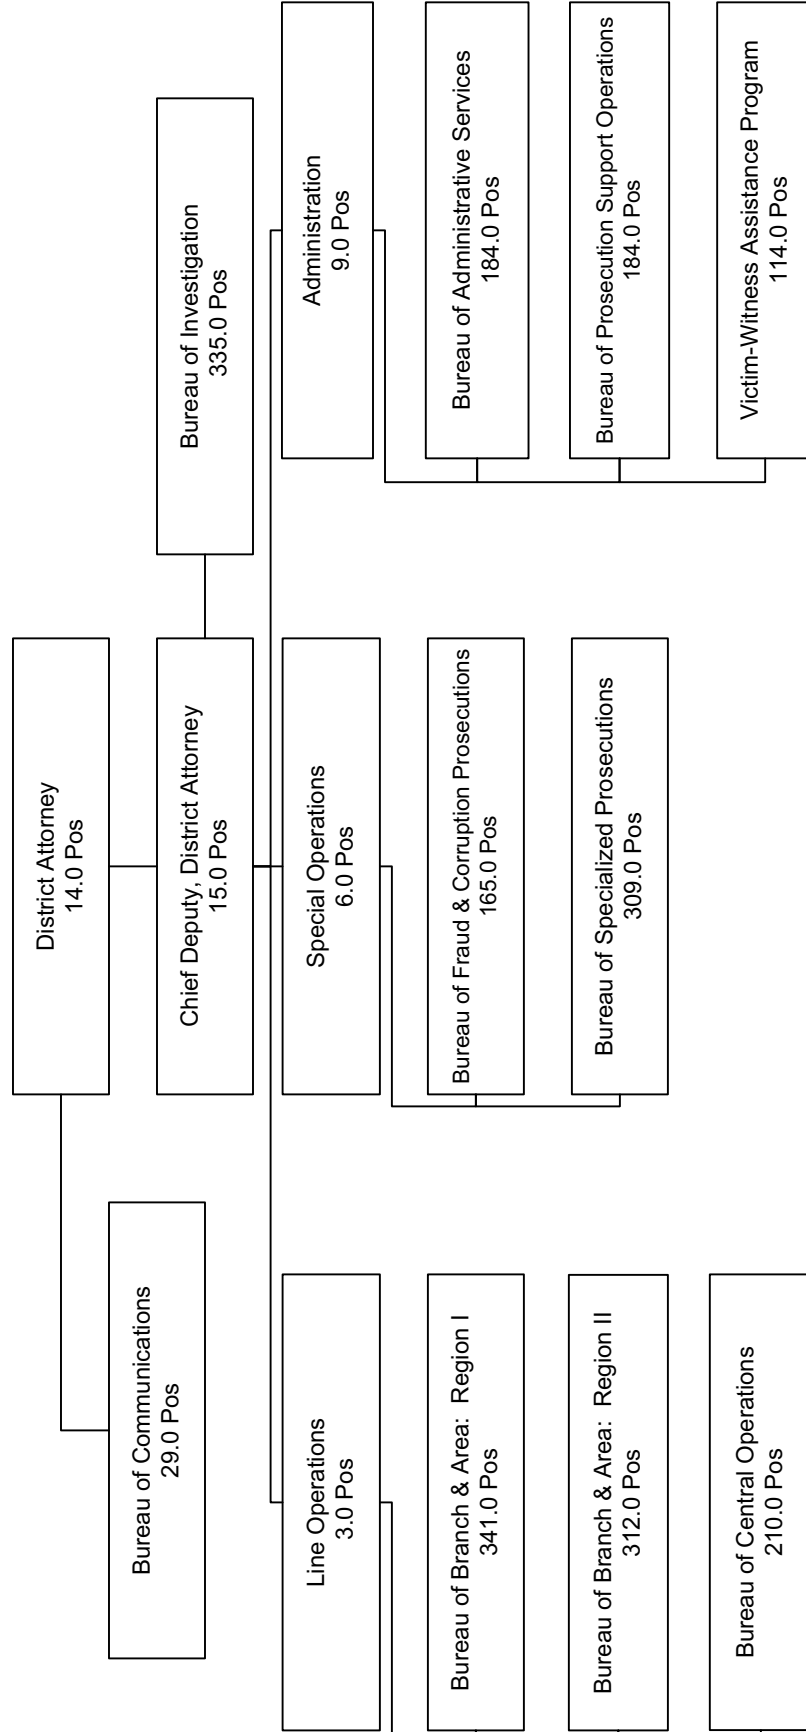 District Attorney
14.0 Pos
Bureau of Communications
29.0 Pos
Chief Deputy, District Attorney
15.0 Pos
Bureau of Investigation
335.0 Pos
Line Operations
3.0 Pos
Bureau of Branch & Area:  Region I
341.0 Pos
Bureau of Branch & Area:  Region II
312.0 Pos
Bureau of Central Operations
210.0 Pos
Special Operations
6.0 Pos
Bureau of Fraud & Corruption Prosecutions
165.0 Pos
Bureau of Specialized Prosecutions
309.0 Pos
Administration
9.0 Pos
Bureau of Administrative Services
184.0 Pos
Bureau of Prosecution Support Operations
184.0 Pos
Victim-Witness Assistance Program
114.0 Pos